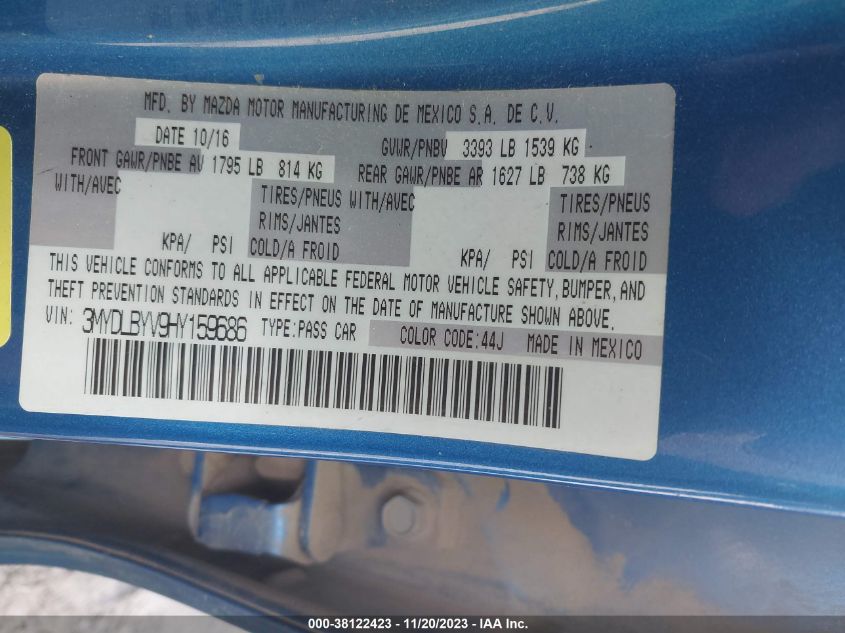 MFD. BY MAZDA MOTOR MANUFACTURING DE MEXICO S.A. DE C.V.
DATE 10/16 GVWR/PNBV 3393 LB 1539 KG
FRONT GAWR/PNBE AV 1795 LB 814 KG REAR GAWR/PNBE AR 1627 LB 738 KG
WITH/AVEC TIRES/PNEUS WITH/AVEC TIRES/PNEUS
RIMS/JANTES RIMS/JANTES
KPA/ PSI COLD/A FROID KPA/ PSI COLD/A FROID
THIS VEHICLE CONFORMS TO ALL APPLICABLE FEDERAL MOTOR VEHICLE SAFETY, BUMPER, AND
THEFT PREVENTION STANDARDS IN EFFECT ON THE DATE OF MANUFACTURE SHOWN ABOVE.
VIN: 3MYDLBYV9HY159686 TYPE:PASS CAR COLOR CODE:44J MADE IN MEXICO
000-38122423 - 11/20/2023 - IAA Inc.